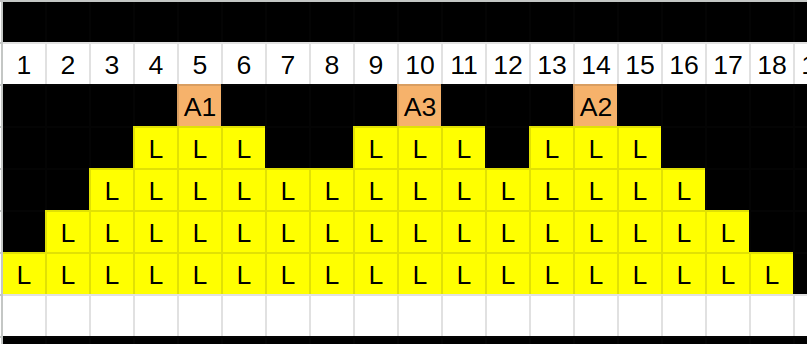 1 2 3 4 5 6 7 8 9 10 11 12 13 14 15 16 17 18
A1 A3 A2
L L L L L L L L L
L L L L L L L L L L L L L L
L L L L L L L L L L L L L L L L
L L L L L L L L L L L L L L L L L L